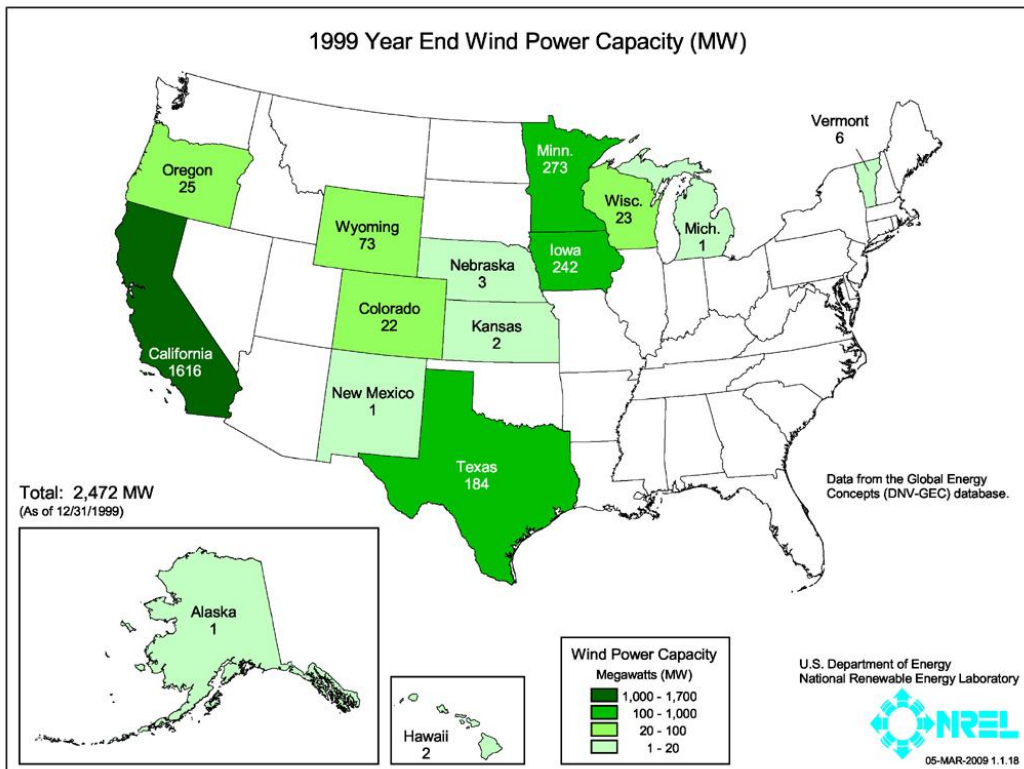 1999 Year End Wind Power Capacity (MW)
Vermont
6
Minn.
273
Oregon
25
Wisc.
23
Wyoming
73
Mich.
1
Iowa
242
Nebraska
3
Colorado
22
Kansas
2
California
1616
New Mexico
1
Texas
184
Data from the Global Energy
Concepts (DNV-GEC) database.
Total: 2,472 MW
(As of 12/31/1999)
Alaska
1
Hawaii
2
Wind Power Capacity
Megawatts (MW)
1,000 - 1,700
100 - 1,000
20 - 100
1 - 20
U.S. Department of Energy
National Renewable Energy Laboratory
NREL
05-MAR-2009 1.1.18